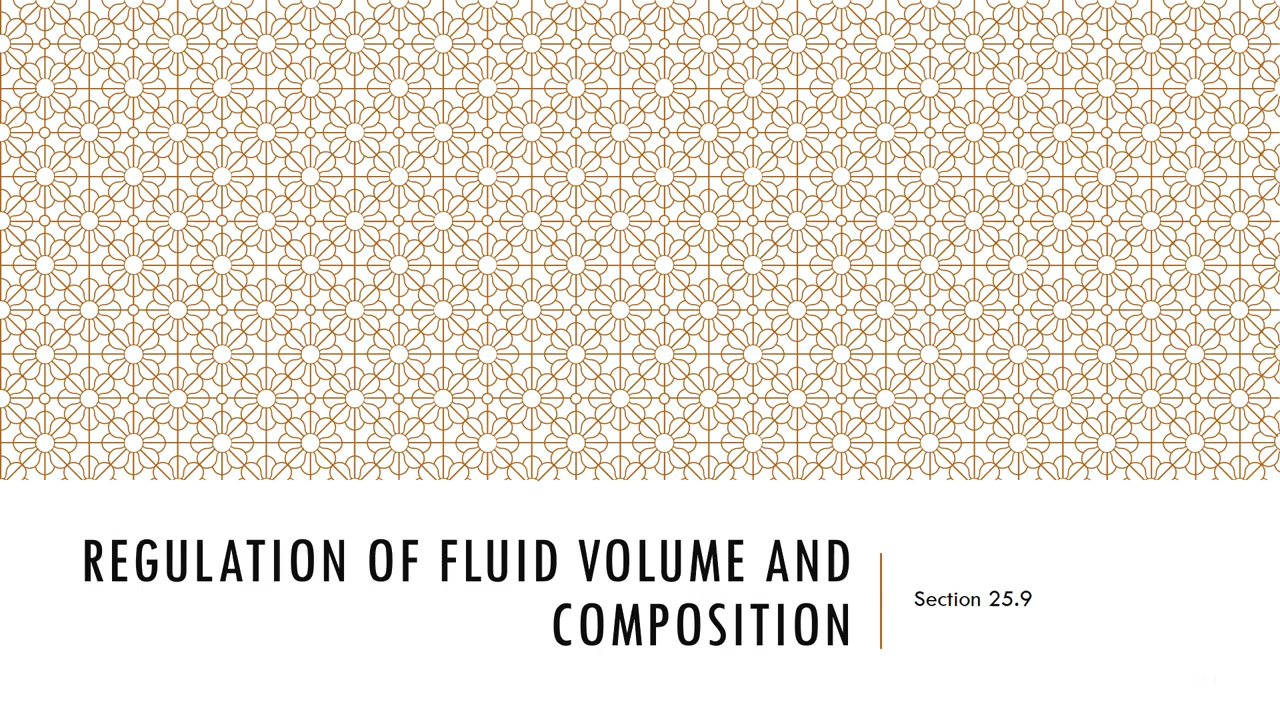 REGULATION OF FLUID VOLUME AND
COMPOSITION
Section 25.9